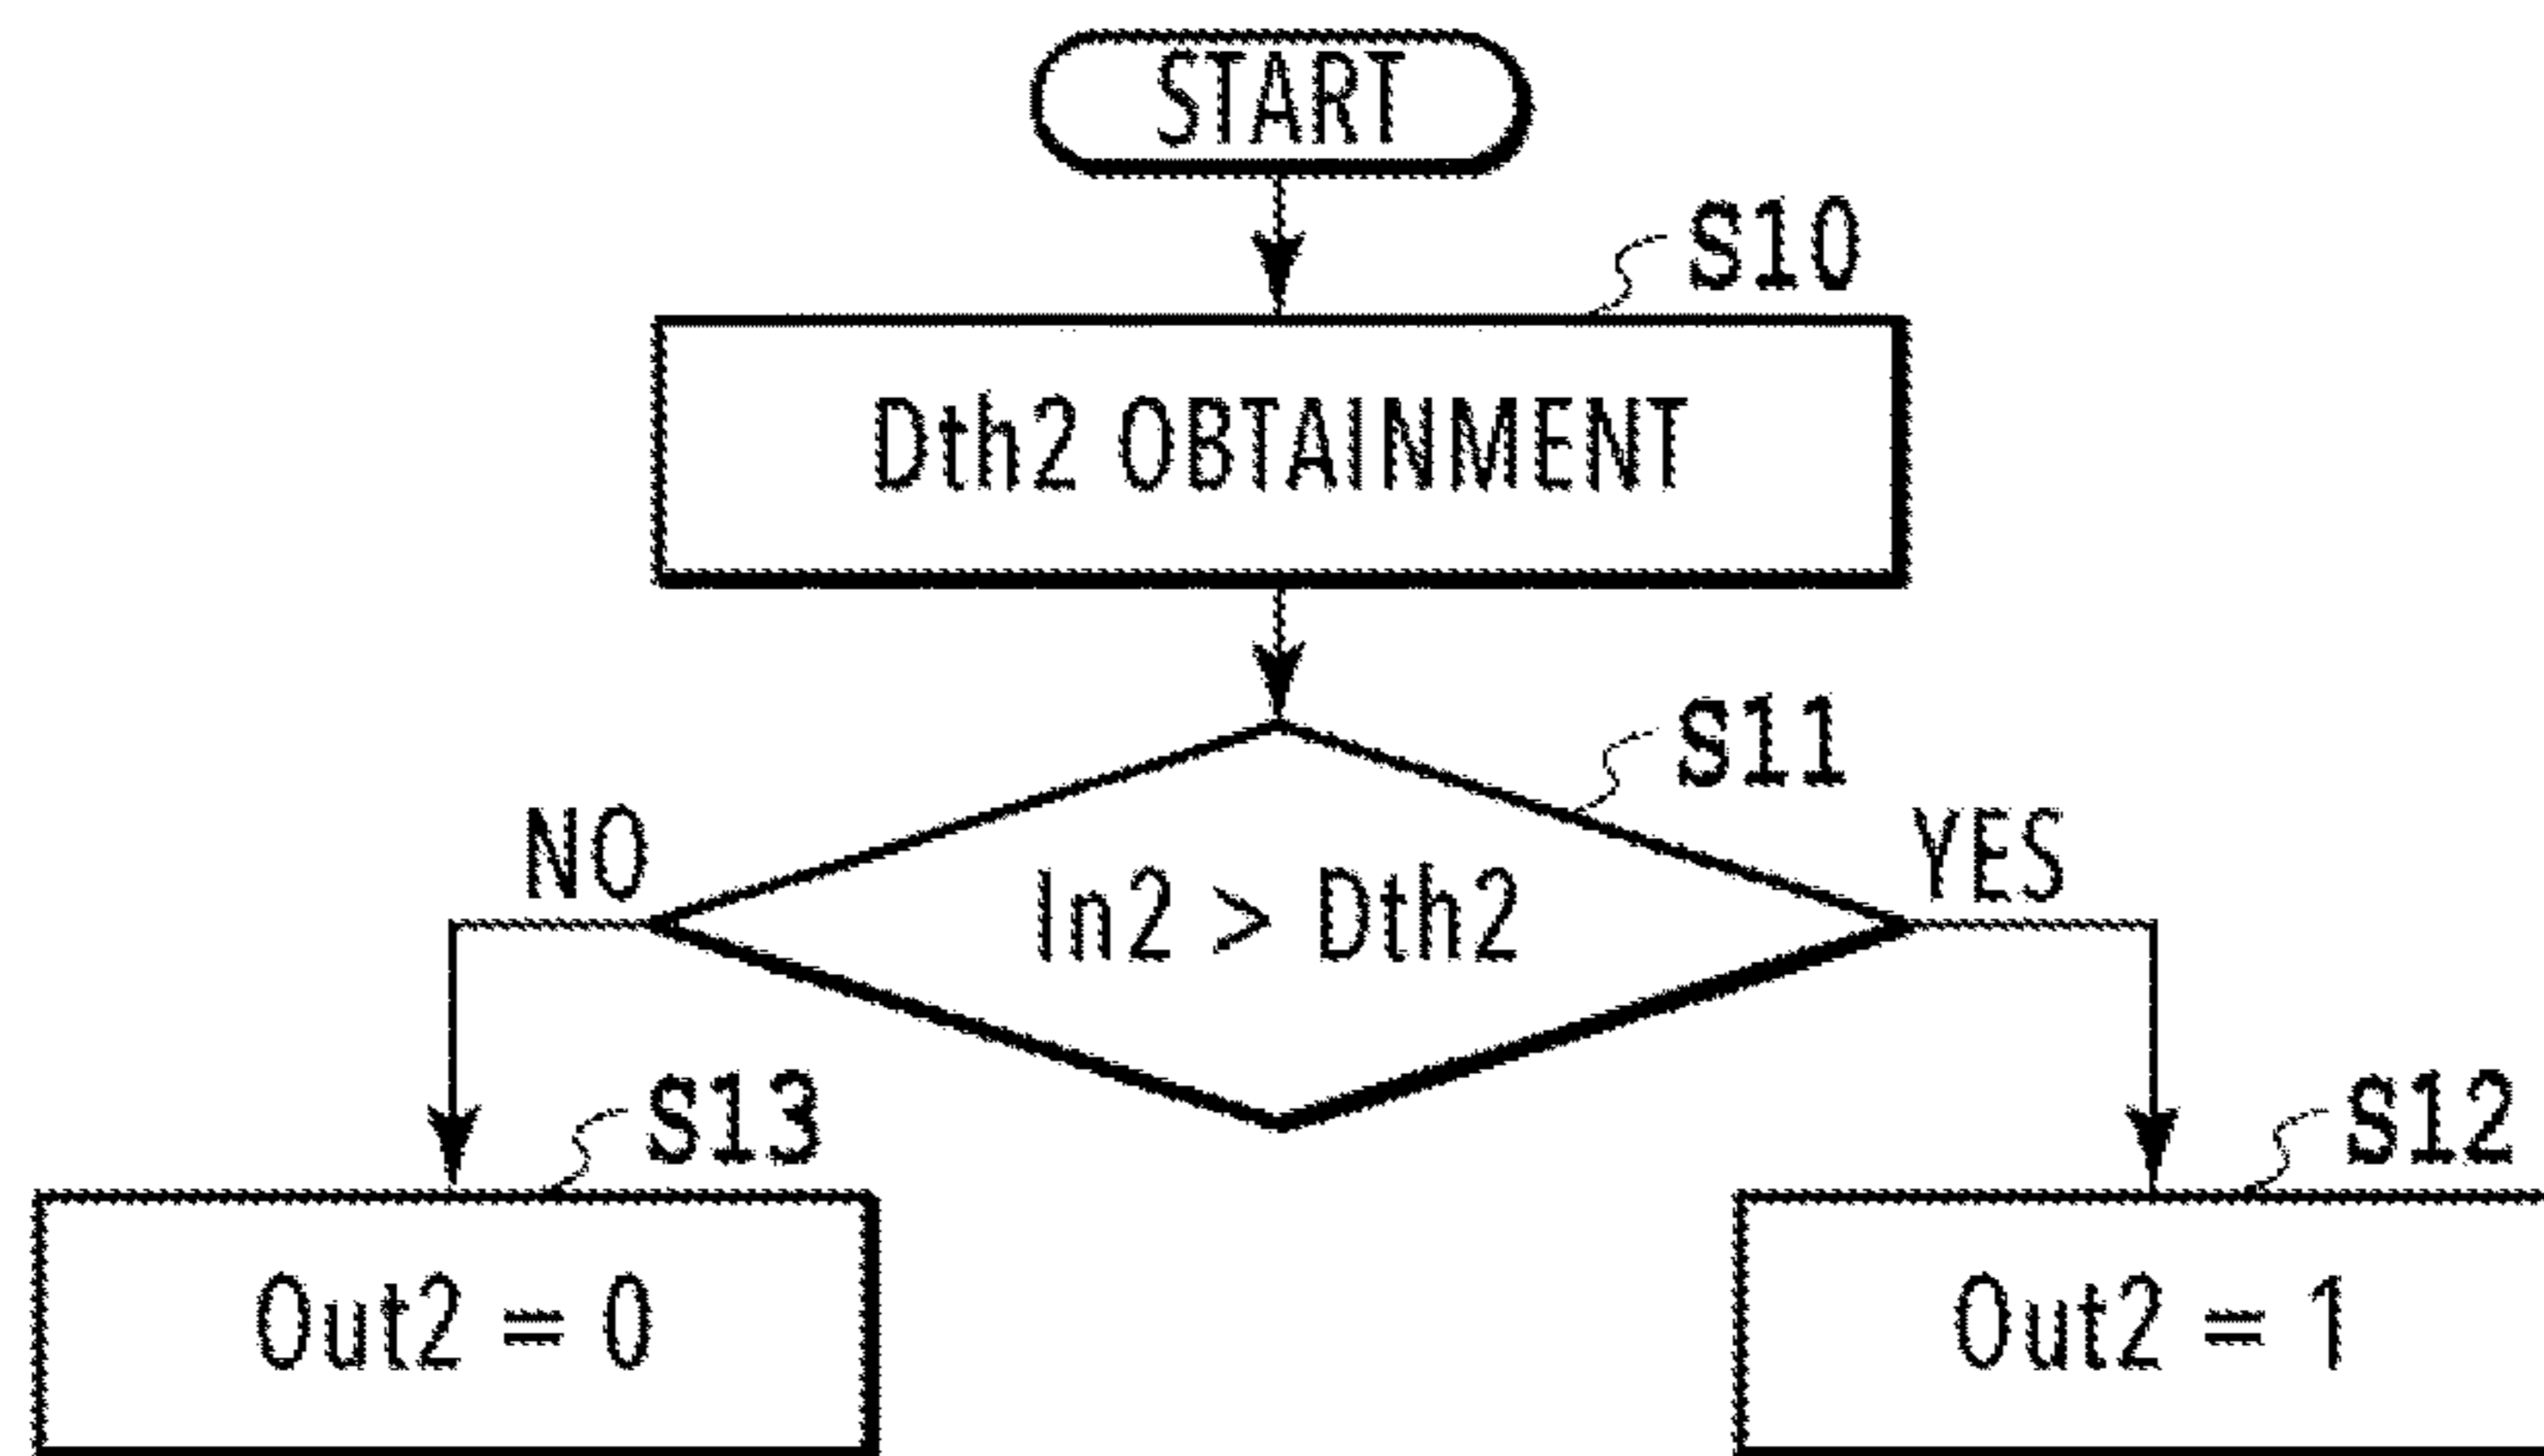 START
S10
Dth2 OBTAINMENT
S11
NO
YES
In2 > Dth2
S13
S12
Out2 = 0
Out2 = 1